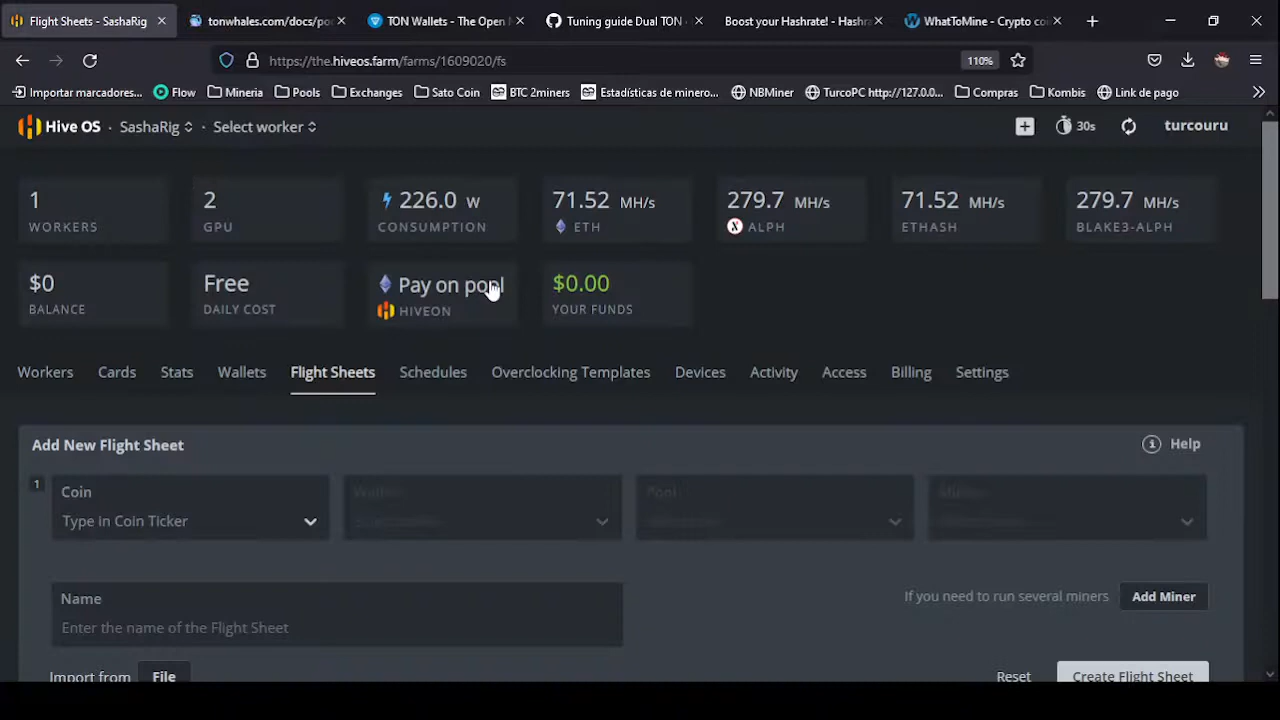 Flight Sheets - SashaRig
tonwhales.com/docs/poo
TON Wallets - The Open N
Tuning guide Dual TON -
Boost your Hashrate! - Hashra
WhatToMine - Crypto coi
https://the.hiveos.farm/farms/1609020/fs
110%
Importar marcadores...
Flow
Mineria
Pools
Exchanges
Sato Coin
BTC 2miners
Estadísticas de minero...
NBMiner
TurcoPC http://127.0.0...
Compras
Kombis
Link de pago
Hive OS · SashaRig · Select worker
30s
turcouru
1
WORKERS
2
GPU
226.0 W
CONSUMPTION
71.52 MH/s
ETH
279.7 MH/s
ALPH
71.52 MH/s
ETHASH
279.7 MH/s
BLAKE3-ALPH
$0
BALANCE
Free
DAILY COST
Pay on pool
HIVEON
$0.00
YOUR FUNDS
Workers
Cards
Stats
Wallets
Flight Sheets
Schedules
Overclocking Templates
Devices
Activity
Access
Billing
Settings
Add New Flight Sheet
Help
1
Coin
Type in Coin Ticker
Wallet
Pool
Name
Enter the name of the Flight Sheet
If you need to run several miners
Add Miner
Import from
File
Reset
Create Flight Sheet